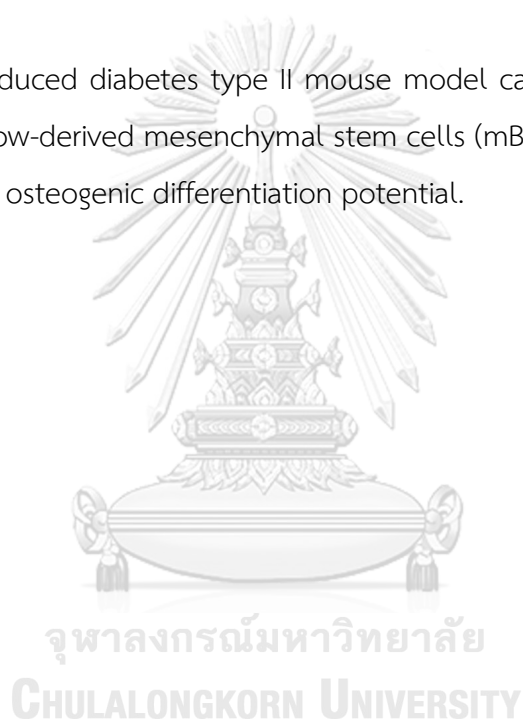 duced diabetes type II mouse model ca
ow-derived mesenchymal stem cells (mB
osteogenic differentiation potential.
จุฬาลงกรณ์มหาวิทยาลัย
CHULALONGKORN UNIVERSITY